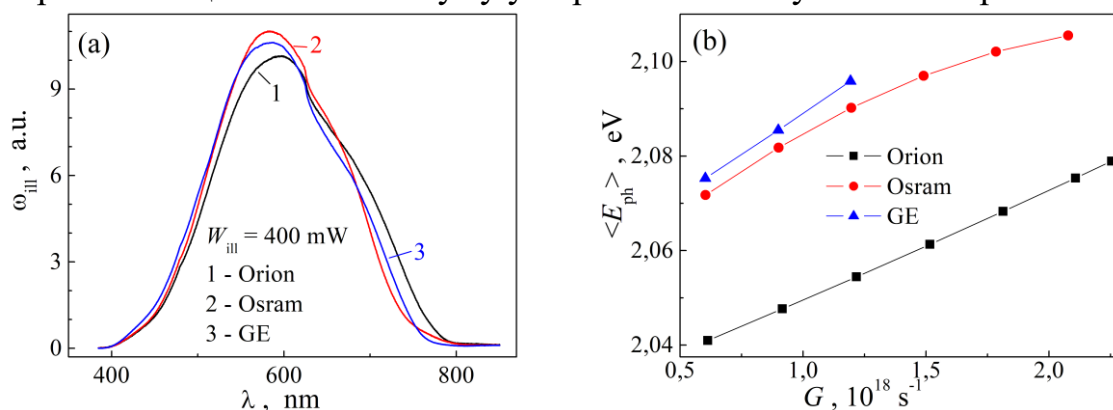 (a)
2
1
3
9
6
3
0
ω_ill , a.u.
W_ill = 400 mW
1 - Orion
2 - Osram
3 - GE
400 600 800
λ , nm
(b)
2,10
2,08
2,06
2,04
<E_ph> , eV
Orion
Osram
GE
0,5 1,0 1,5 2,0
G , 10^18 s^-1